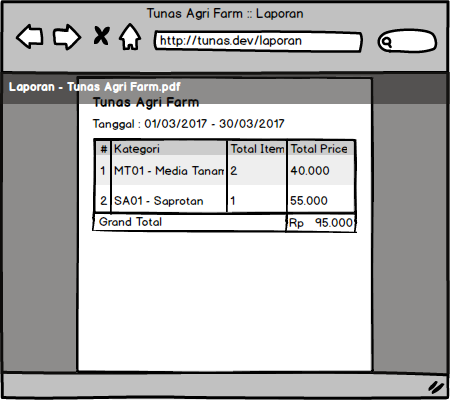 Tunas Agri Farm :: Laporan
http://tunas.dev/laporan
Laporan - Tunas Agri Farm.pdf
Tunas Agri Farm
Tanggal : 01/03/2017 - 30/03/2017
# Kategori Total Item Total Price
1 MT01 - Media Tanam 2 40.000
2 SA01 - Saprotan 1 55.000
Grand Total Rp 95.000